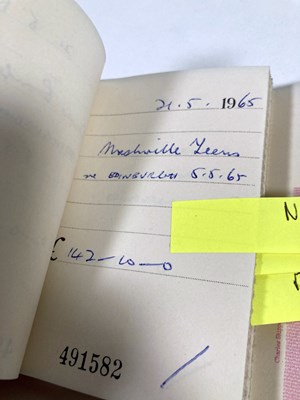 21.5.1965
Nashville Teens
re EDINBURGH 5.5.65
£ 142-10-0
491582
N